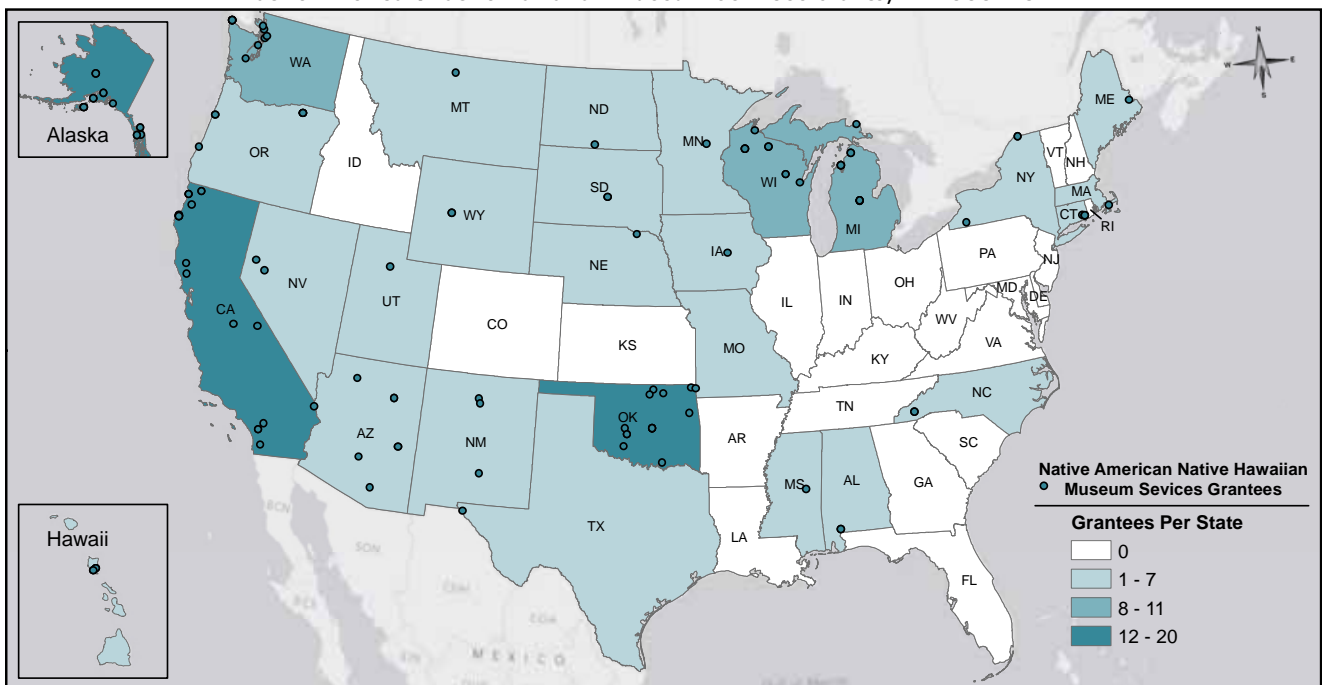 Alaska
Hawaii
WA
OR
ID
MT
ND
SD
MN
WI
MI
WY
NE
IA
NV
UT
CA
CO
KS
MO
IL
IN
OH
PA
NY
VT
NH
ME
MA
CT
RI
NJ
MD
DE
WV
VA
KY
TN
NC
SC
GA
AL
MS
AR
LA
FL
OK
TX
NM
AZ
N
W
E
S
BCN
SON
MEXICO
Native American Native Hawaiian
Museum Sevices Grantees
Grantees Per State
0
1 - 7
8 - 11
12 - 20